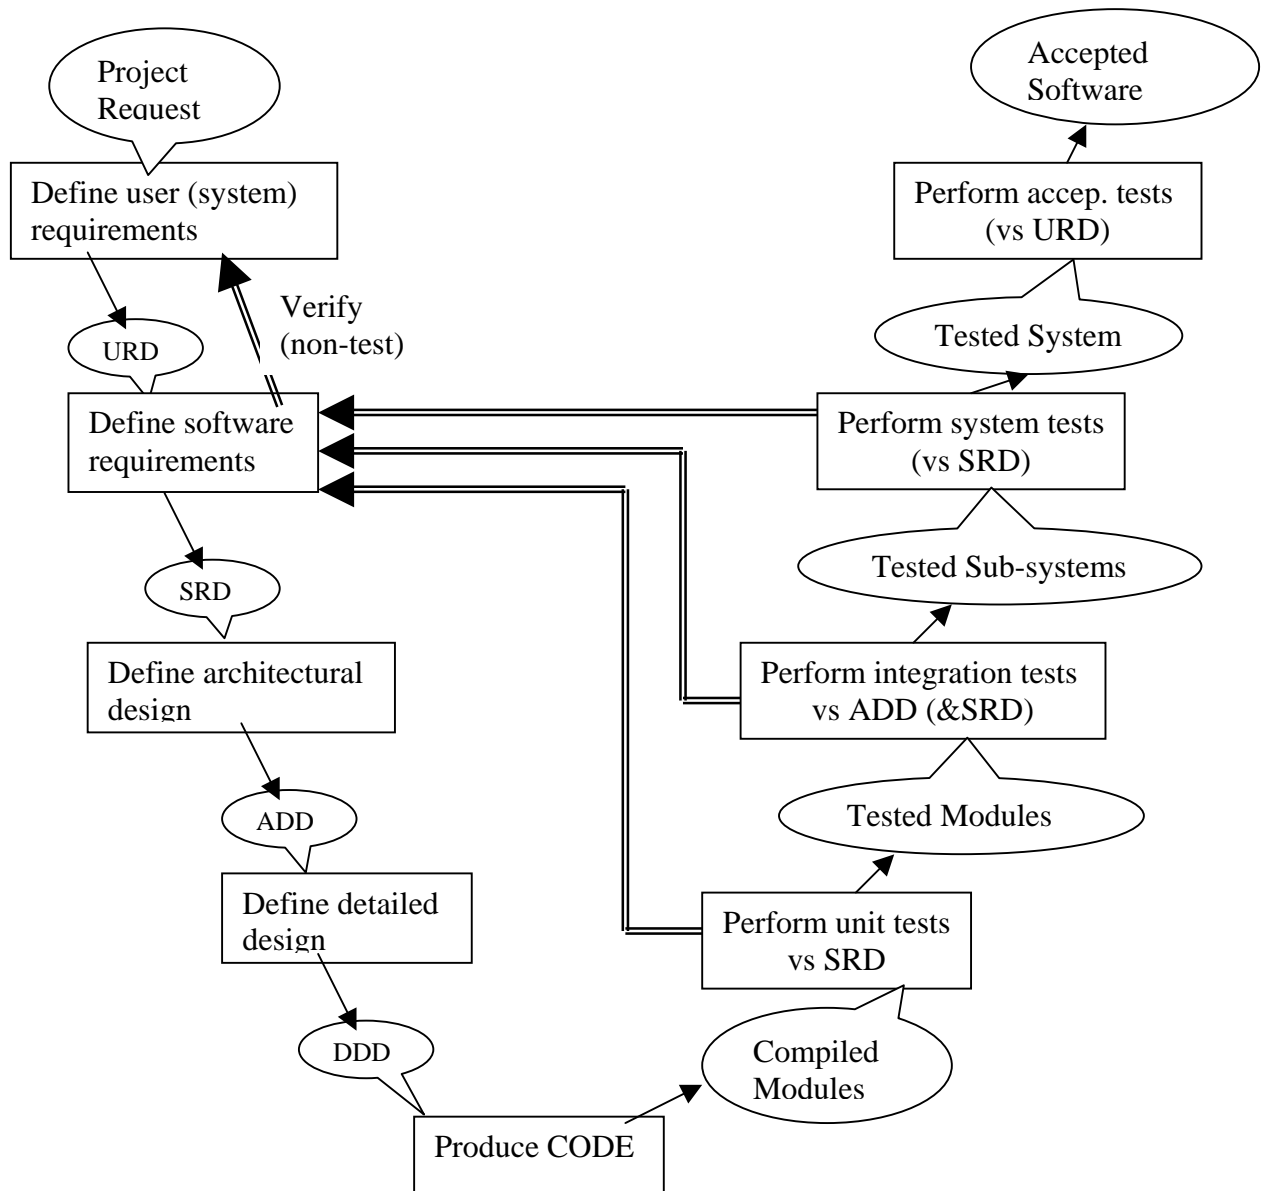 Project
Request
Define user (system)
requirements
Verify
(non-test)
URD
Define software
requirements
SRD
Define architectural
design
ADD
Define detailed
design
DDD
Produce CODE
Compiled
Modules
Perform unit tests
vs SRD
Tested Modules
Perform integration tests
vs ADD (&SRD)
Tested Sub-systems
Perform system tests
(vs SRD)
Tested System
Perform accep. tests
(vs URD)
Accepted
Software